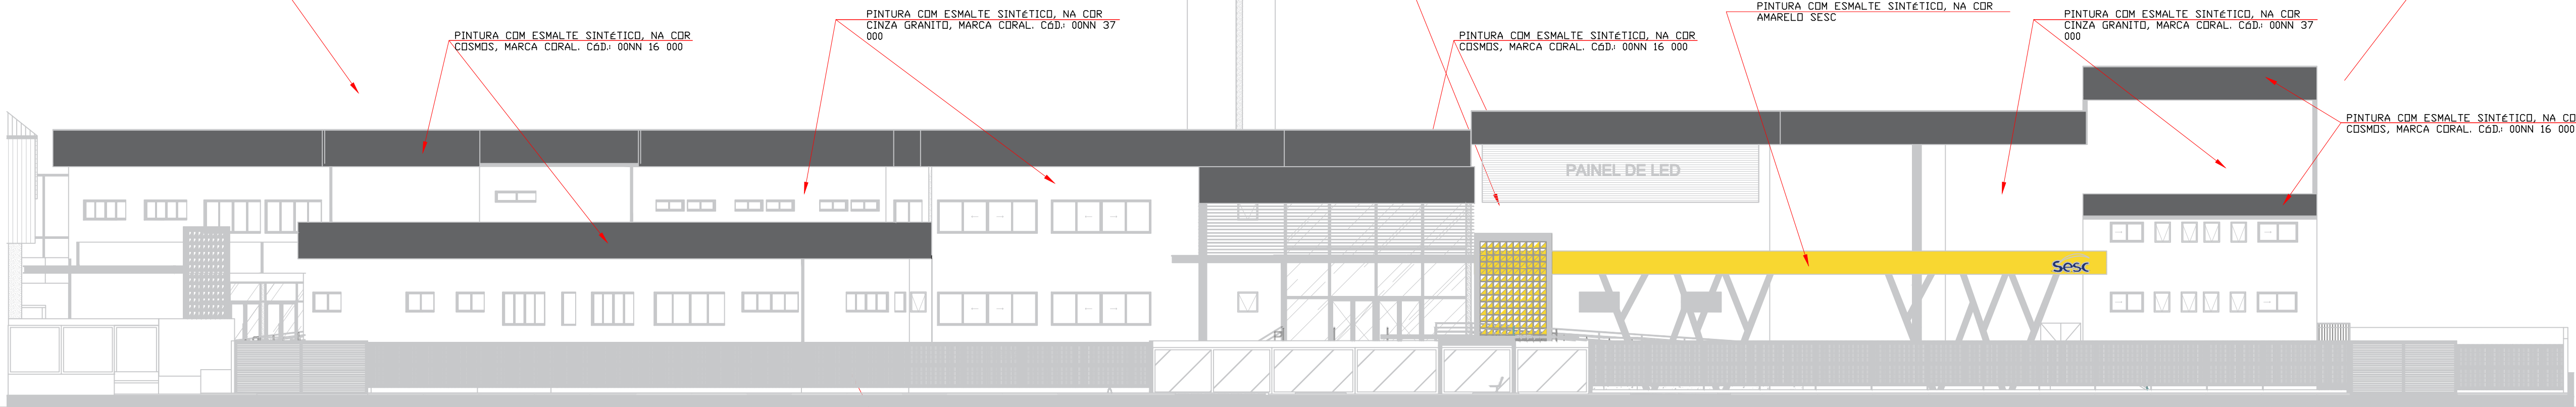 PINTURA COM ESMALTE SINTÉTICO, NA COR
COSMOS, MARCA CORAL. CÓD.: 00NN 16 000
PINTURA COM ESMALTE SINTÉTICO, NA COR
CINZA GRANITO, MARCA CORAL. CÓD.: 00NN 37
000
PINTURA COM ESMALTE SINTÉTICO, NA COR
COSMOS, MARCA CORAL. CÓD.: 00NN 16 000
PINTURA COM ESMALTE SINTÉTICO, NA COR
AMARELO SESC
PINTURA COM ESMALTE SINTÉTICO, NA COR
CINZA GRANITO, MARCA CORAL. CÓD.: 00NN 37
000
PINTURA COM ESMALTE SINTÉTICO, NA CO
COSMOS, MARCA CORAL. CÓD.: 00NN 16 000
PAINEL DE LED
Sesc